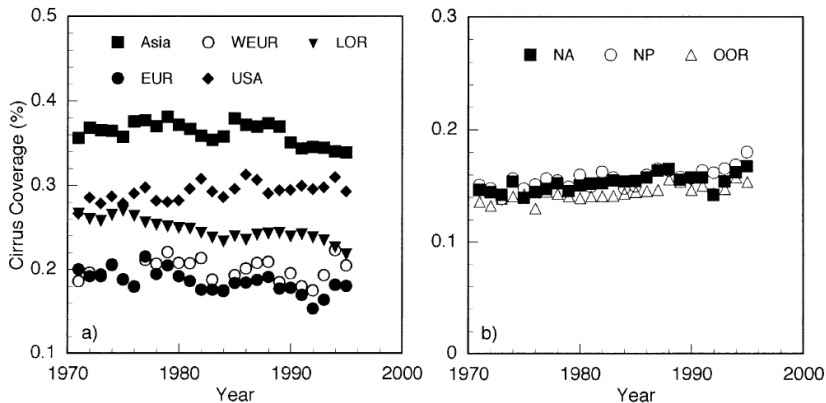 Asia WEUR LOR
EUR USA
Cirrus Coverage (%)
0.5
0.4
0.3
0.2
0.1
a)
1970 1980 1990 2000
Year
NA NP OOR
0.3
0.2
0.1
0
b)
1970 1980 1990 2000
Year